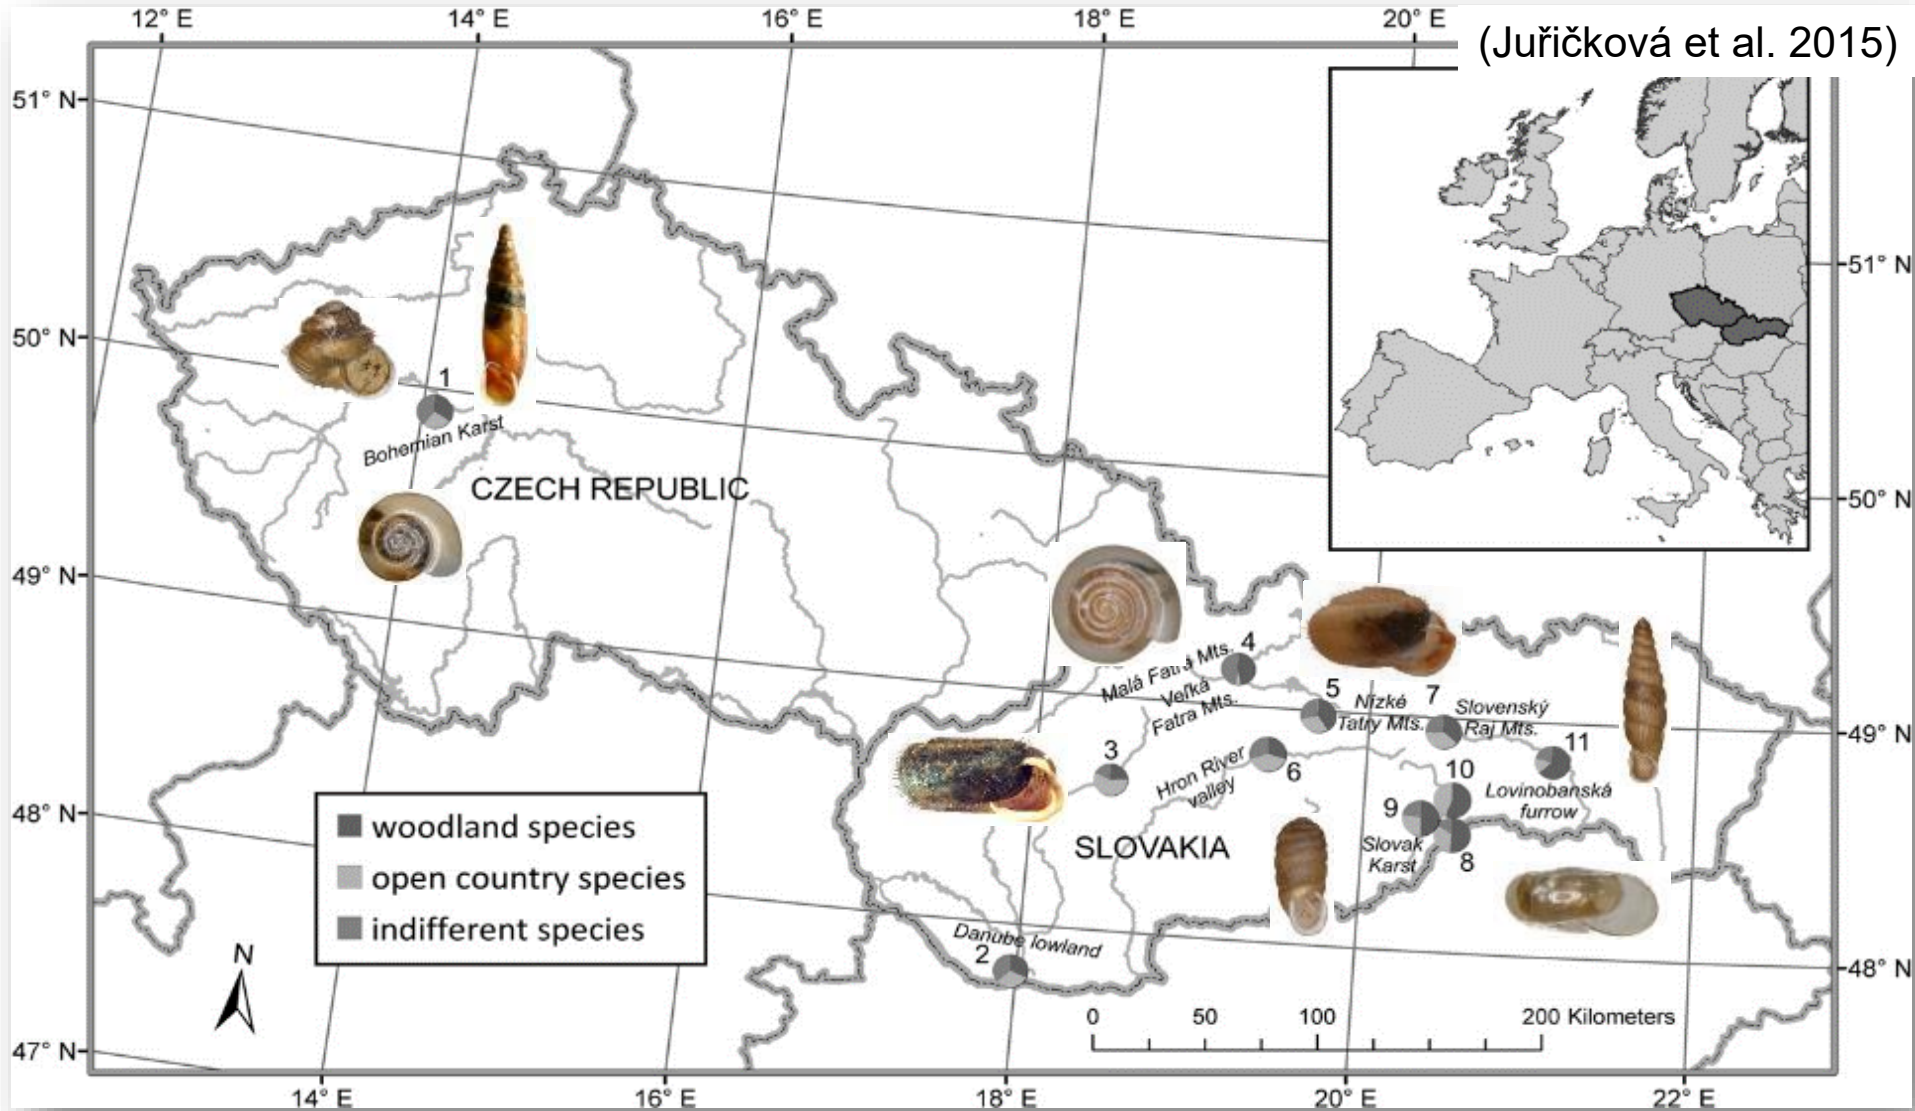 12° E
14° E
16° E
18° E
20° E
(Juřičková et al. 2015)
51° N
51° N
50° N
1
Bohemian Karst
CZECH REPUBLIC
50° N
49° N
4
Malá Fatra Mts.
Veľká
Fatra Mts.
5
Nízké
Tatry Mts.
7
Slovenský
Raj Mts.
49° N
3
Hron River
valley
6
11
10
Lovinobanská
furrow
9
Slovak
Karst
8
48° N
SLOVAKIA
woodland species
open country species
indifferent species
Danube lowland
2
48° N
N
0
50
100
200 Kilometers
47° N
14° E
16° E
18° E
20° E
22° E